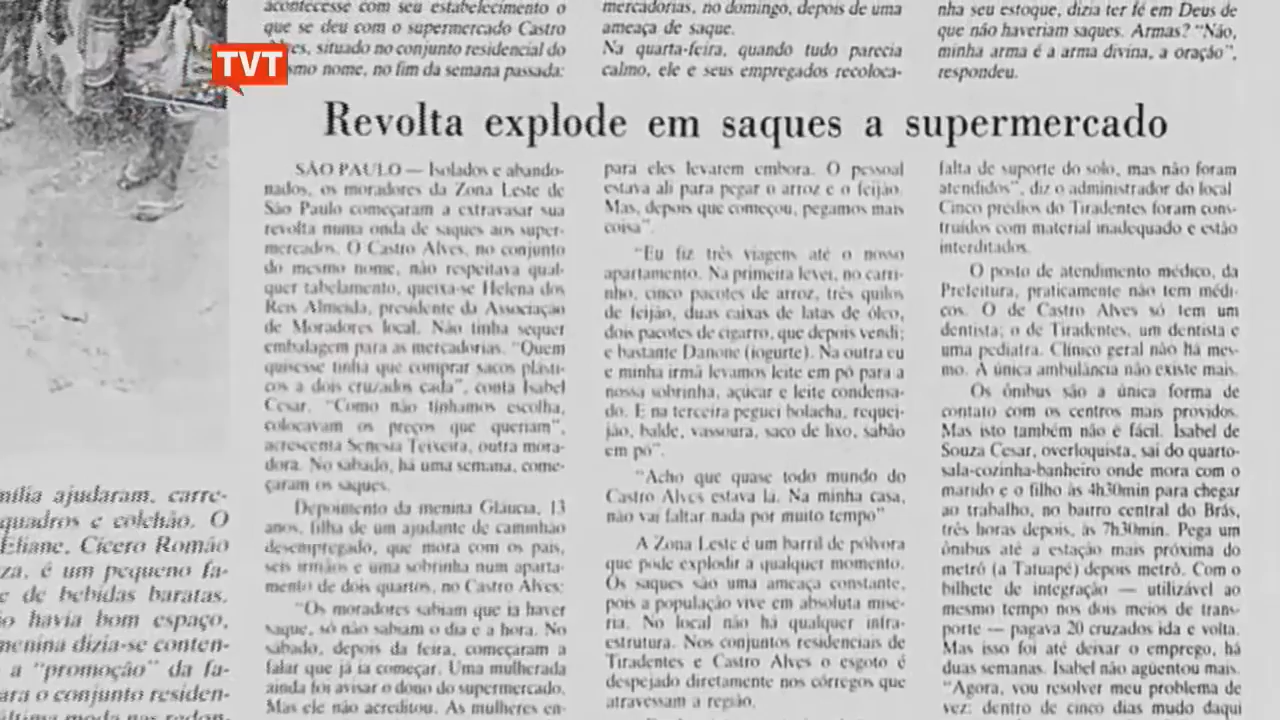 acontecesse com seu estabelecimento o
que se deu com o supermercado Castro
situado no conjunto residencial do
smo nome, no fim da semana passada:
mercadorias, no domingo, depois de uma
ameaça de saque.
Na quarta-feira, quando tudo parecia
calmo, ele e seus empregados recoloca-
nha seu estoque, dizia ter fé em Deus de
que não haveriam saques. Armas? "Não,
minha arma é a arma divina, a oração",
respondeu.
TVT
Revolta explode em saques a supermercado
SÃO PAULO — Isolados e abando-
nados, os moradores da Zona Leste de
São Paulo começaram a extravasar sua
revolta numa onda de saques aos super-
mercados. O Castro Alves, no conjunto
do mesmo nome, não respeitava qual-
quer tabelamento, queixa-se Helena dos
Reis Almeida, presidente da Associação
de Moradores local. Não tinha sequer
embalagem para as mercadorias. "Quem
quisesse tinha que comprar sacos plásti-
cos a dois cruzados cada", conta Isabel
Cesar. "Como não tínhamos escolha,
colocavam os preços que queriam",
acrescenta Senesia Teixeira, outra mora-
dora. No sábado, há uma semana, come-
çaram os saques.
Depoimento da menina Gláucia, 13
anos, filha de um ajudante de caminhão
desempregado, que mora com os pais,
seis irmãos e uma sobrinha num aparta-
mento de dois quartos, no Castro Alves:
"Os moradores sabiam que ia haver
saque, só não sabiam o dia e a hora. No
sábado, depois da feira, começaram a
falar que já ia começar. Uma mulherada
ainda foi avisar o dono do supermercado.
Mas ele não acreditou. As mulheres en-
para eles levarem embora. O pessoal
estava ali para pegar o arroz e o feijão.
Mas, depois que começou, pegamos mais
coisa".
"Eu fiz três viagens até o nosso
apartamento. Na primeira levei, no carri-
nho, cinco pacotes de arroz, três quilos
de feijão, duas caixas de latas de óleo,
dois pacotes de cigarro, que depois vendi;
e bastante Danone (iogurte). Na outra eu
e minha irmã levamos leite em pó para a
nossa sobrinha, açúcar e leite condensa-
do. E na terceira peguei bolacha, requei-
jão, balde, vassoura, saco de lixo, sabão
em pó".
"Acho que quase todo mundo do
Castro Alves estava lá. Na minha casa,
não vai faltar nada por muito tempo"
A Zona Leste é um barril de pólvora
que pode explodir a qualquer momento.
Os saques são uma ameaça constante,
pois a população vive em absoluta misé-
ria. No local não há qualquer infra-
estrutura. Nos conjuntos residenciais de
Tiradentes e Castro Alves o esgoto é
despejado diretamente nos córregos que
atravessam a região.
falta de suporte do solo, mas não foram
atendidos", diz o administrador do local
Cinco prédios do Tiradentes foram cons-
truídos com material inadequado e estão
interditados.
O posto de atendimento médico, da
Prefeitura, praticamente não tem médi-
cos. O de Castro Alves só tem um
dentista; o de Tiradentes, um dentista e
uma pediatra. Clínico geral não há mes-
mo. A única ambulância não existe mais.
Os ônibus são a única forma de
contato com os centros mais providos.
Mas isto também não é fácil. Isabel de
Souza Cesar, overloquista, sai do quarto-
sala-cozinha-banheiro onde mora com o
marido e o filho às 4h30min para chegar
ao trabalho, no bairro central do Brás,
três horas depois, às 7h30min. Pega um
ônibus até a estação mais próxima do
metrô (a Tatuapé) depois metrô. Com o
bilhete de integração — utilizável ao
mesmo tempo nos dois meios de trans-
porte — pagava 20 cruzados ida e volta.
Mas isso foi até deixar o emprego, há
duas semanas. Isabel não agüentou mais.
"Agora, vou resolver meu problema de
vez: dentro de cinco dias mudo daqui
mília ajudaram, carre-
quadros e colchão. O
Eliane, Cícero Romão
za, é um pequeno fa-
e de bebidas baratas.
o havia bom espaço,
menina dizia-se conten-
a "promoção" da fa-
ara o conjunto residen-